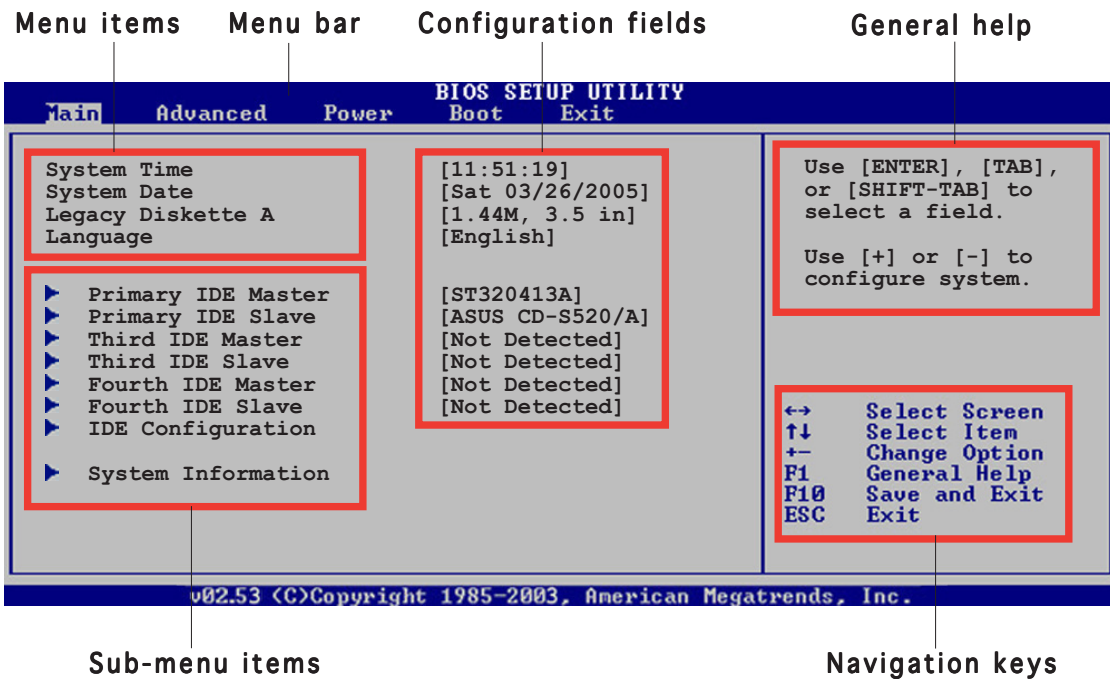 Menu items Menu bar Configuration fields General help
BIOS SETUP UTILITY
Main Advanced Power Boot Exit
System Time [11:51:19]
System Date [Sat 03/26/2005]
Legacy Diskette A [1.44M, 3.5 in]
Language [English]
Primary IDE Master [ST320413A]
Primary IDE Slave [ASUS CD-S520/A]
Third IDE Master [Not Detected]
Third IDE Slave [Not Detected]
Fourth IDE Master [Not Detected]
Fourth IDE Slave [Not Detected]
IDE Configuration
System Information
Use [ENTER], [TAB],
or [SHIFT-TAB] to
select a field.
Use [+] or [-] to
configure system.
←→ Select Screen
↑↓ Select Item
+- Change Option
F1 General Help
F10 Save and Exit
ESC Exit
v02.53 (C)Copyright 1985-2003, American Megatrends, Inc.
Sub-menu items Navigation keys